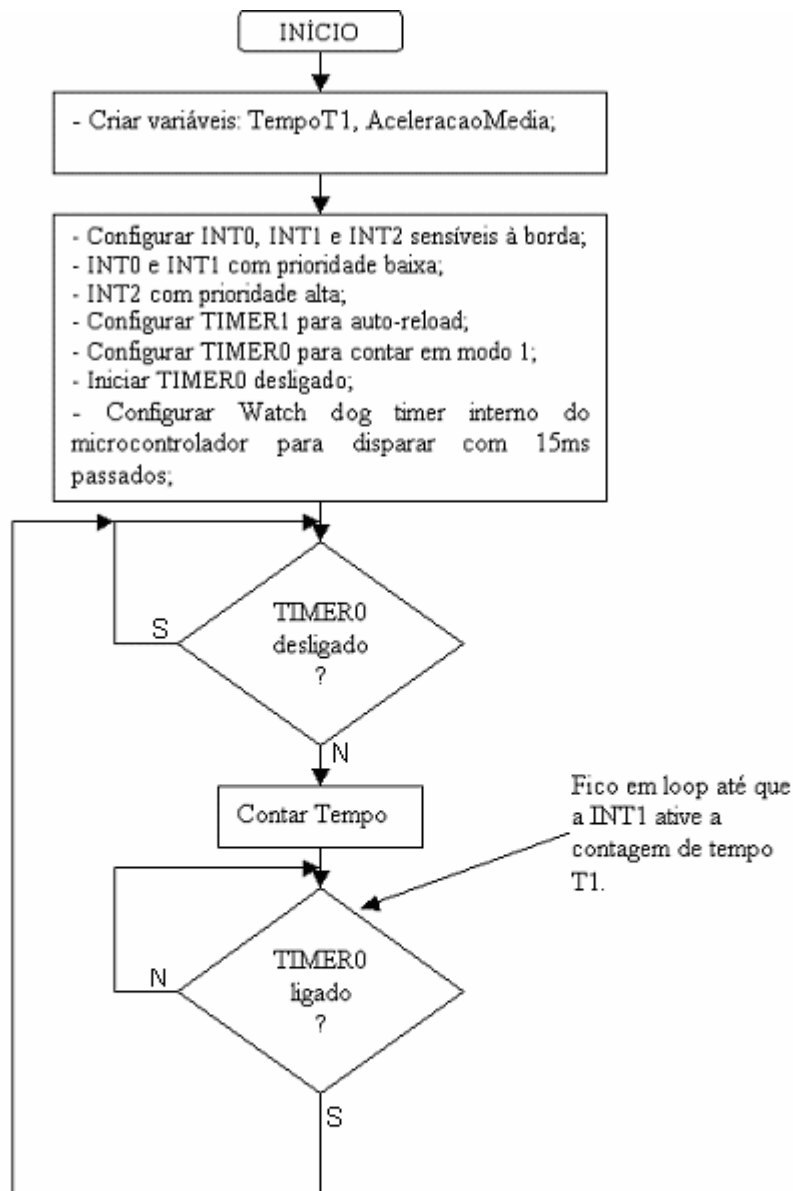 INÍCIO
- Criar variáveis: TempoT1, AceleracaoMedia;
- Configurar INT0, INT1 e INT2 sensíveis à borda;
- INT0 e INT1 com prioridade baixa;
- INT2 com prioridade alta;
- Configurar TIMER1 para auto-reload;
- Configurar TIMER0 para contar em modo 1;
- Iniciar TIMER0 desligado;
- Configurar Watch dog timer interno do
microcontrolador para disparar com 15ms
passados;
TIMER0
desligado
?
S
N
Contar Tempo
Fico em loop até que
a INT1 ative a
contagem de tempo
T1.
TIMER0
ligado
?
N
S